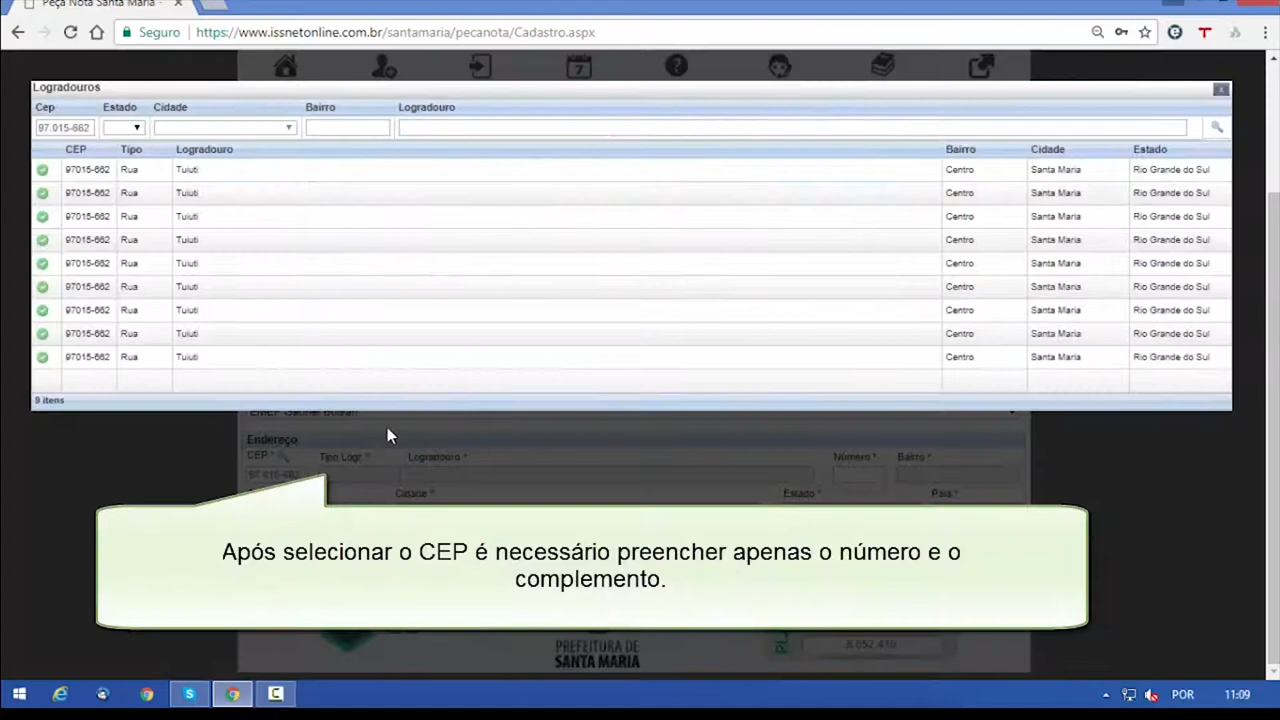 Peça Nota Santa Maria -
Seguro https://www.issnetonline.com.br/santamaria/pecanota/Cadastro.aspx
Logradouros
Cep Estado Cidade Bairro Logradouro
97.015-662
CEP Tipo Logradouro Bairro Cidade Estado
97015-662 Rua Tuiuti Centro Santa Maria Rio Grande do Sul
97015-662 Rua Tuiuti Centro Santa Maria Rio Grande do Sul
97015-662 Rua Tuiuti Centro Santa Maria Rio Grande do Sul
97015-662 Rua Tuiuti Centro Santa Maria Rio Grande do Sul
97015-662 Rua Tuiuti Centro Santa Maria Rio Grande do Sul
97015-662 Rua Tuiuti Centro Santa Maria Rio Grande do Sul
97015-662 Rua Tuiuti Centro Santa Maria Rio Grande do Sul
97015-662 Rua Tuiuti Centro Santa Maria Rio Grande do Sul
97015-662 Rua Tuiuti Centro Santa Maria Rio Grande do Sul
9 itens
Endereço
CEP * Tipo Logr. * Logradouro * Número * Bairro *
97.015-662
Cidade * Estado * País *
Após selecionar o CEP é necessário preencher apenas o número e o
complemento.
PREFEITURA DE
SANTA MARIA
8.052.410
POR 11:09